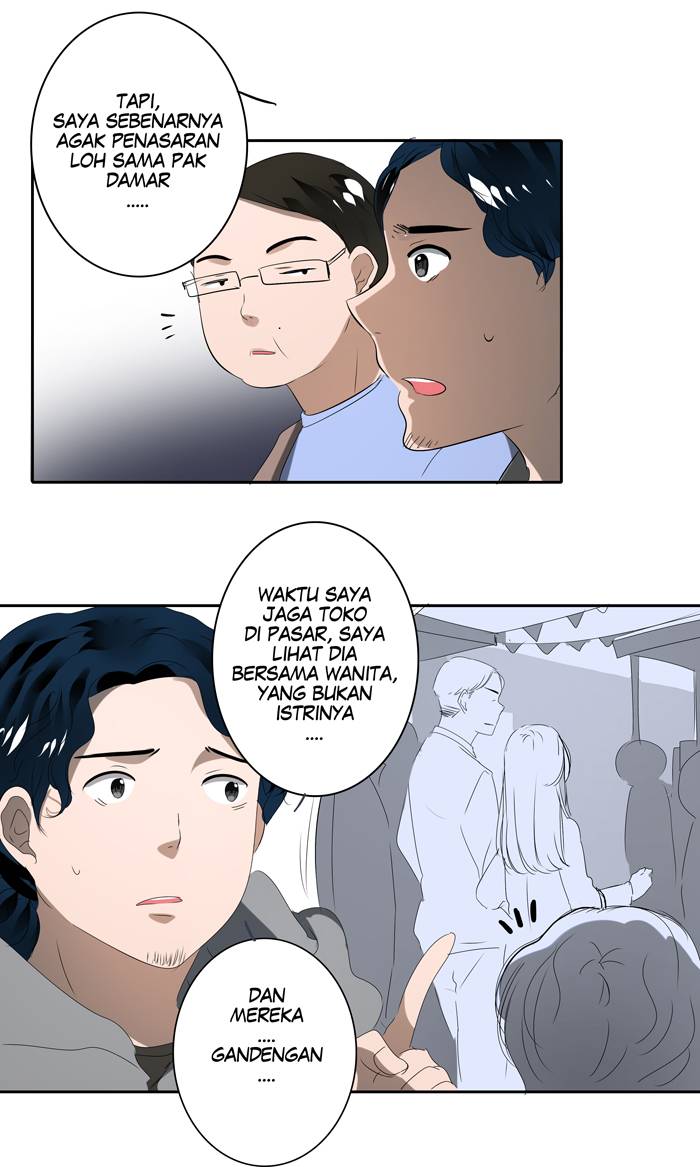 TAPI,
SAYA SEBENARNYA
AGAK PENASARAN
LOH SAMA PAK
DAMAR
.....
WAKTU SAYA
JAGA TOKO
DI PASAR, SAYA
LIHAT DIA
BERSAMA WANITA,
YANG BUKAN
ISTRINYA
....
DAN
MEREKA
....
GANDENGAN
....